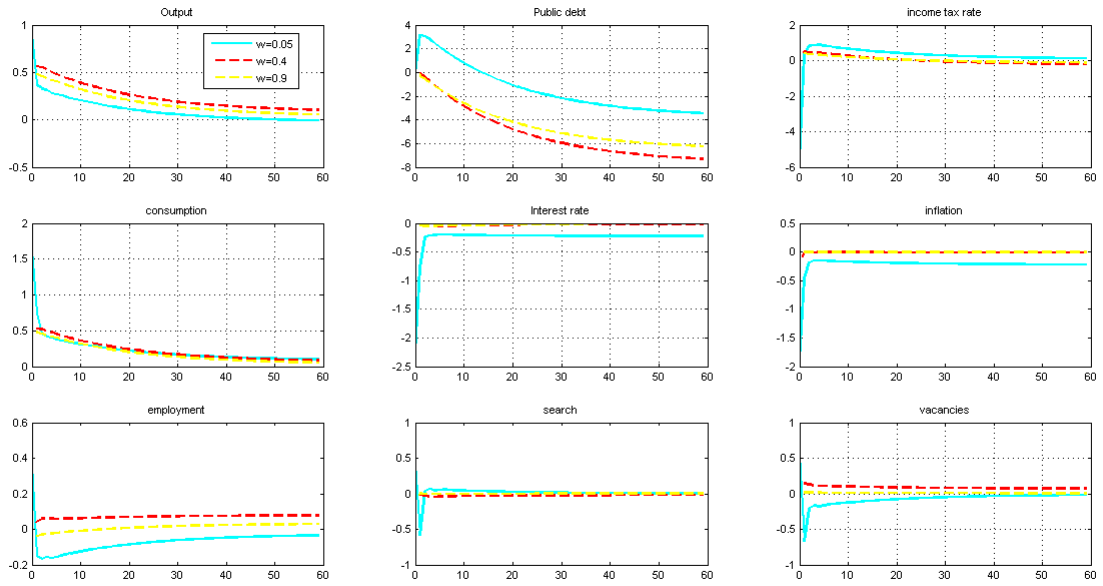 Output
Public debt
income tax rate
1
0.5
0
-0.5
0 10 20 30 40 50 60
w=0.05
w=0.4
w=0.9
4
2
0
-2
-4
-6
-8
0 10 20 30 40 50 60
2
0
-2
-4
-6
0 10 20 30 40 50 60
consumption
Interest rate
inflation
2
1.5
1
0.5
0
0 10 20 30 40 50 60
0
-0.5
-1
-1.5
-2
-2.5
0 10 20 30 40 50 60
0.5
0
-0.5
-1
-1.5
-2
0 10 20 30 40 50 60
employment
search
vacancies
0.6
0.4
0.2
0
-0.2
0 10 20 30 40 50 60
1
0.5
0
-0.5
-1
0 10 20 30 40 50 60
1
0.5
0
-0.5
-1
0 10 20 30 40 50 60